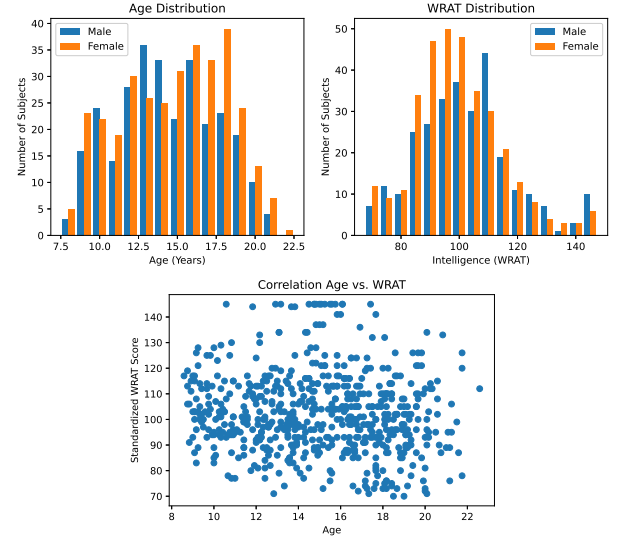 Age Distribution
Number of Subjects
40
35
30
25
20
15
10
5
0
Male
Female
7.5 10.0 12.5 15.0 17.5 20.0 22.5
Age (Years)
WRAT Distribution
Number of Subjects
50
40
30
20
10
0
Male
Female
80 100 120 140
Intelligence (WRAT)
Correlation Age vs. WRAT
Standardized WRAT Score
140
130
120
110
100
90
80
70
8 10 12 14 16 18 20 22
Age